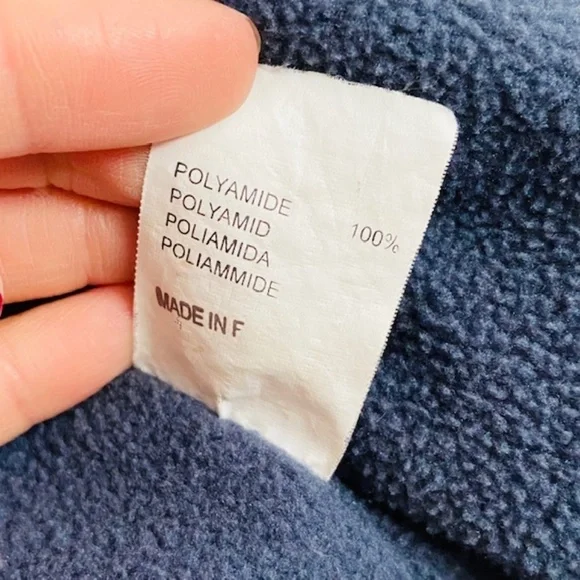 POLYAMIDE
POLYAMID 100%
POLIAMIDA
POLIAMMIDE
MADE IN F